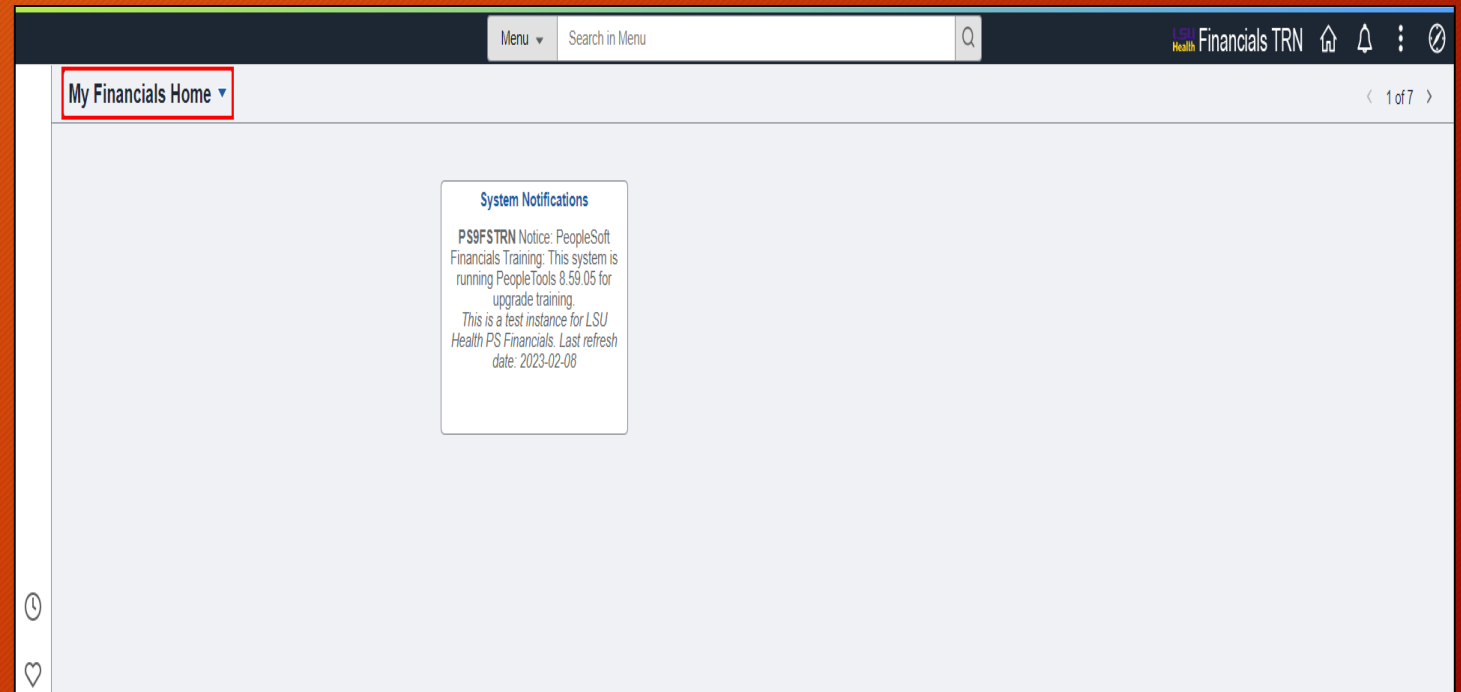 Menu
Search in Menu
LSU
Health Financials TRN
My Financials Home
1 of 7
System Notifications
PS9FSTRN Notice: PeopleSoft
Financials Training: This system is
running PeopleTools 8.59.05 for
upgrade training.
This is a test instance for LSU
Health PS Financials. Last refresh
date: 2023-02-08